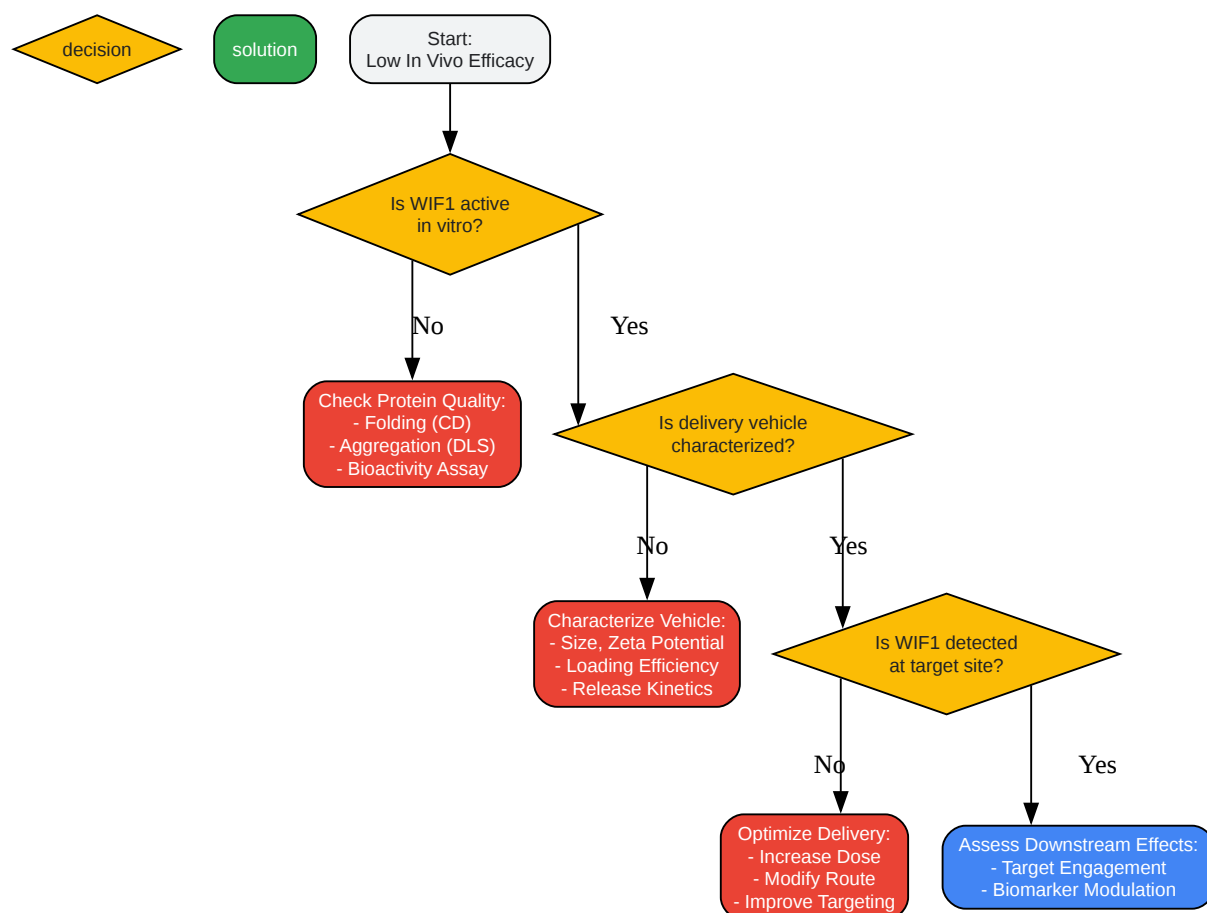 decision
solution
Start:
Low In Vivo Efficacy
Is WIF1 active
in vitro?
No
Yes
Check Protein Quality:
- Folding (CD)
- Aggregation (DLS)
- Bioactivity Assay
Is delivery vehicle
characterized?
No
Yes
Characterize Vehicle:
- Size, Zeta Potential
- Loading Efficiency
- Release Kinetics
Is WIF1 detected
at target site?
No
Yes
Optimize Delivery:
- Increase Dose
- Modify Route
- Improve Targeting
Assess Downstream Effects:
- Target Engagement
- Biomarker Modulation